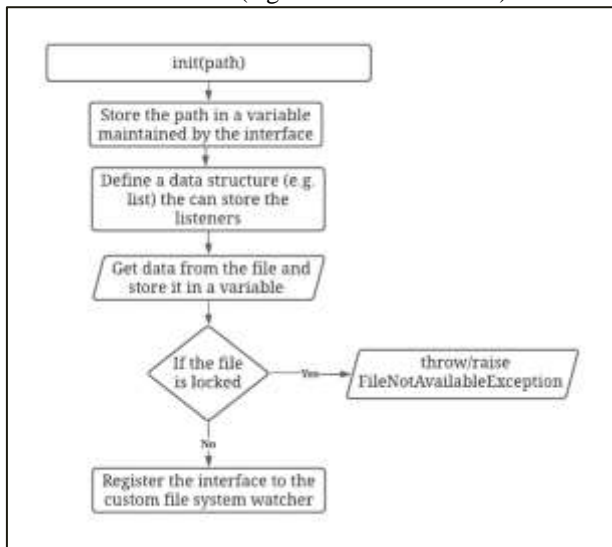 init(path)
Store the path in a variable
maintained by the interface
Define a data structure (e.g.
list) the can store the
listeners
Get data from the file and
store it in a variable
If the file
is locked
Yes
throw/raise
FileNotAvailableException
No
Register the interface to the
custom file system watcher